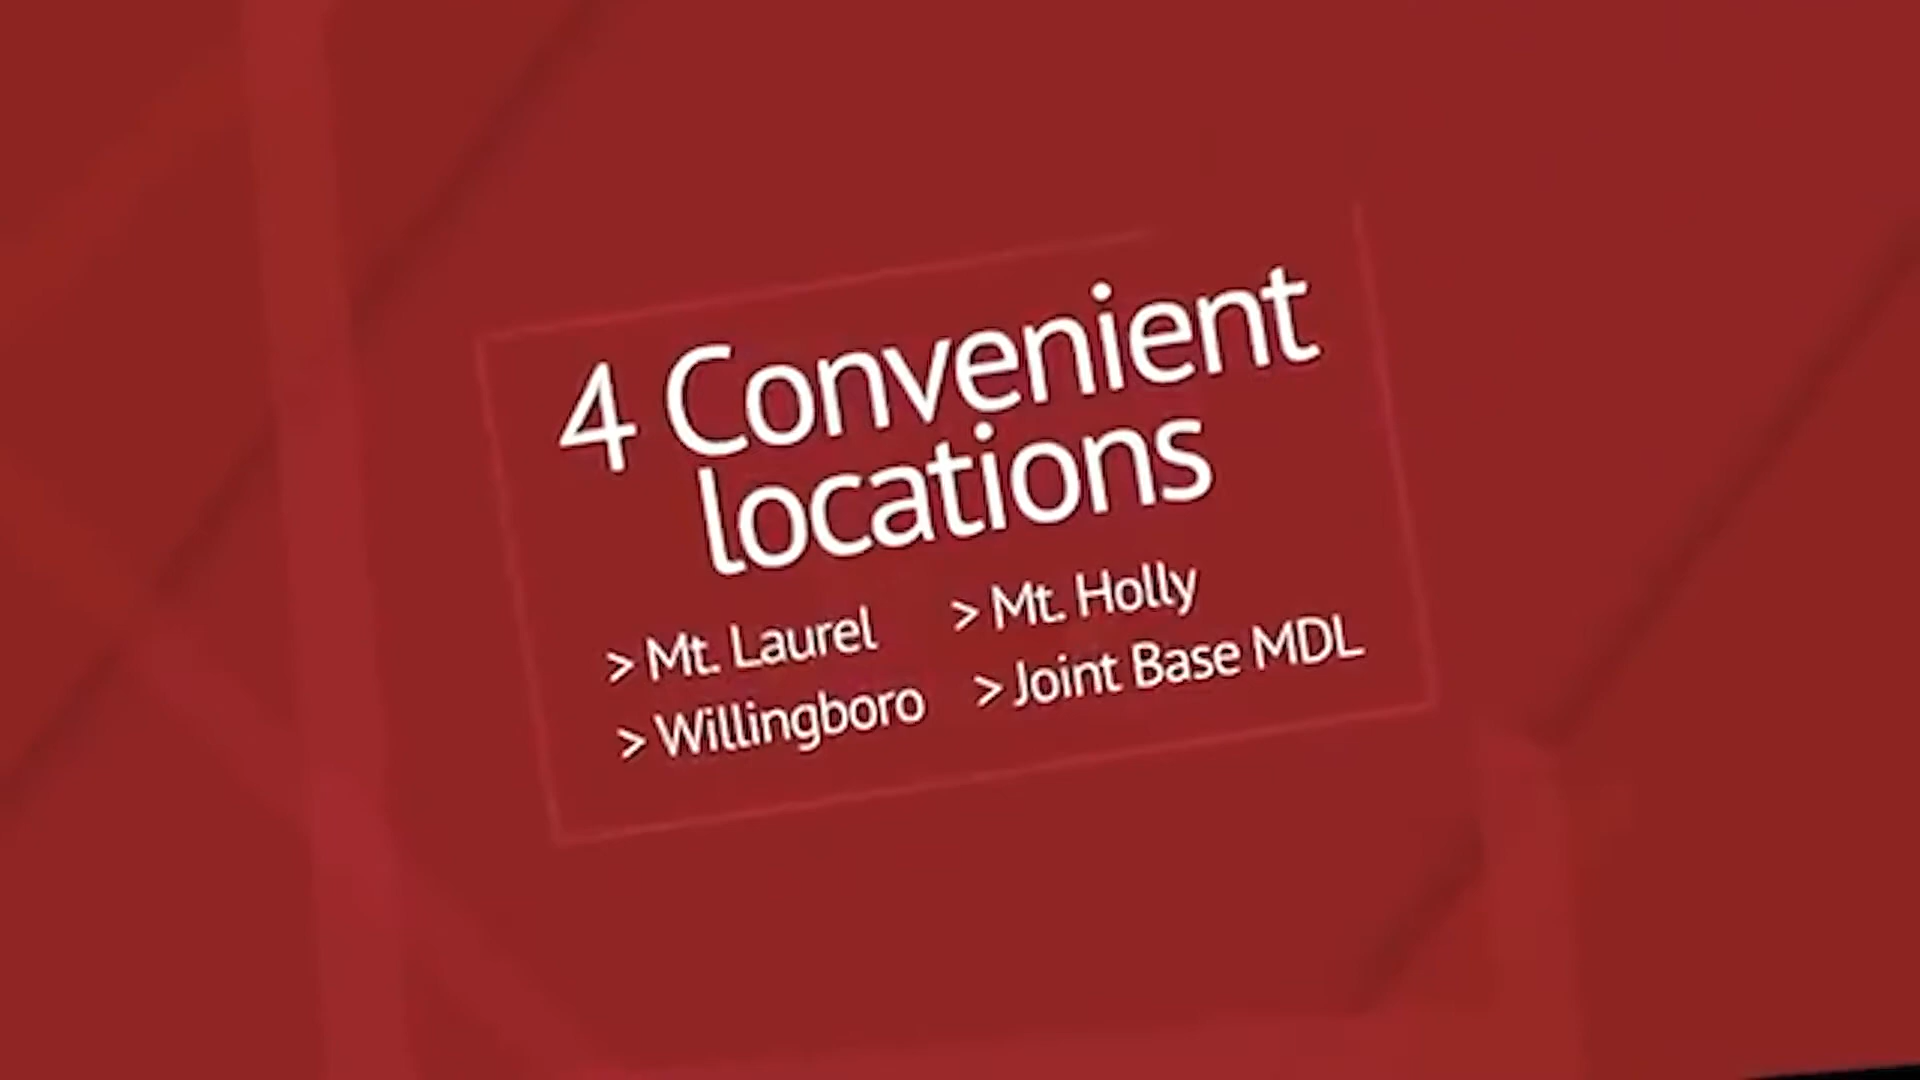 4 Convenient
locations
> Mt. Laurel
> Willingboro
> Mt. Holly
> Joint Base MDL